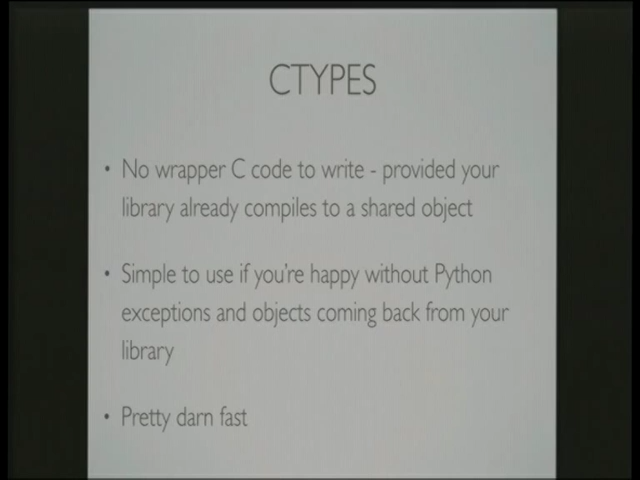 CTYPES
• No wrapper C code to write - provided your
library already compiles to a shared object
• Simple to use if you're happy without Python
exceptions and objects coming back from your
library
• Pretty darn fast